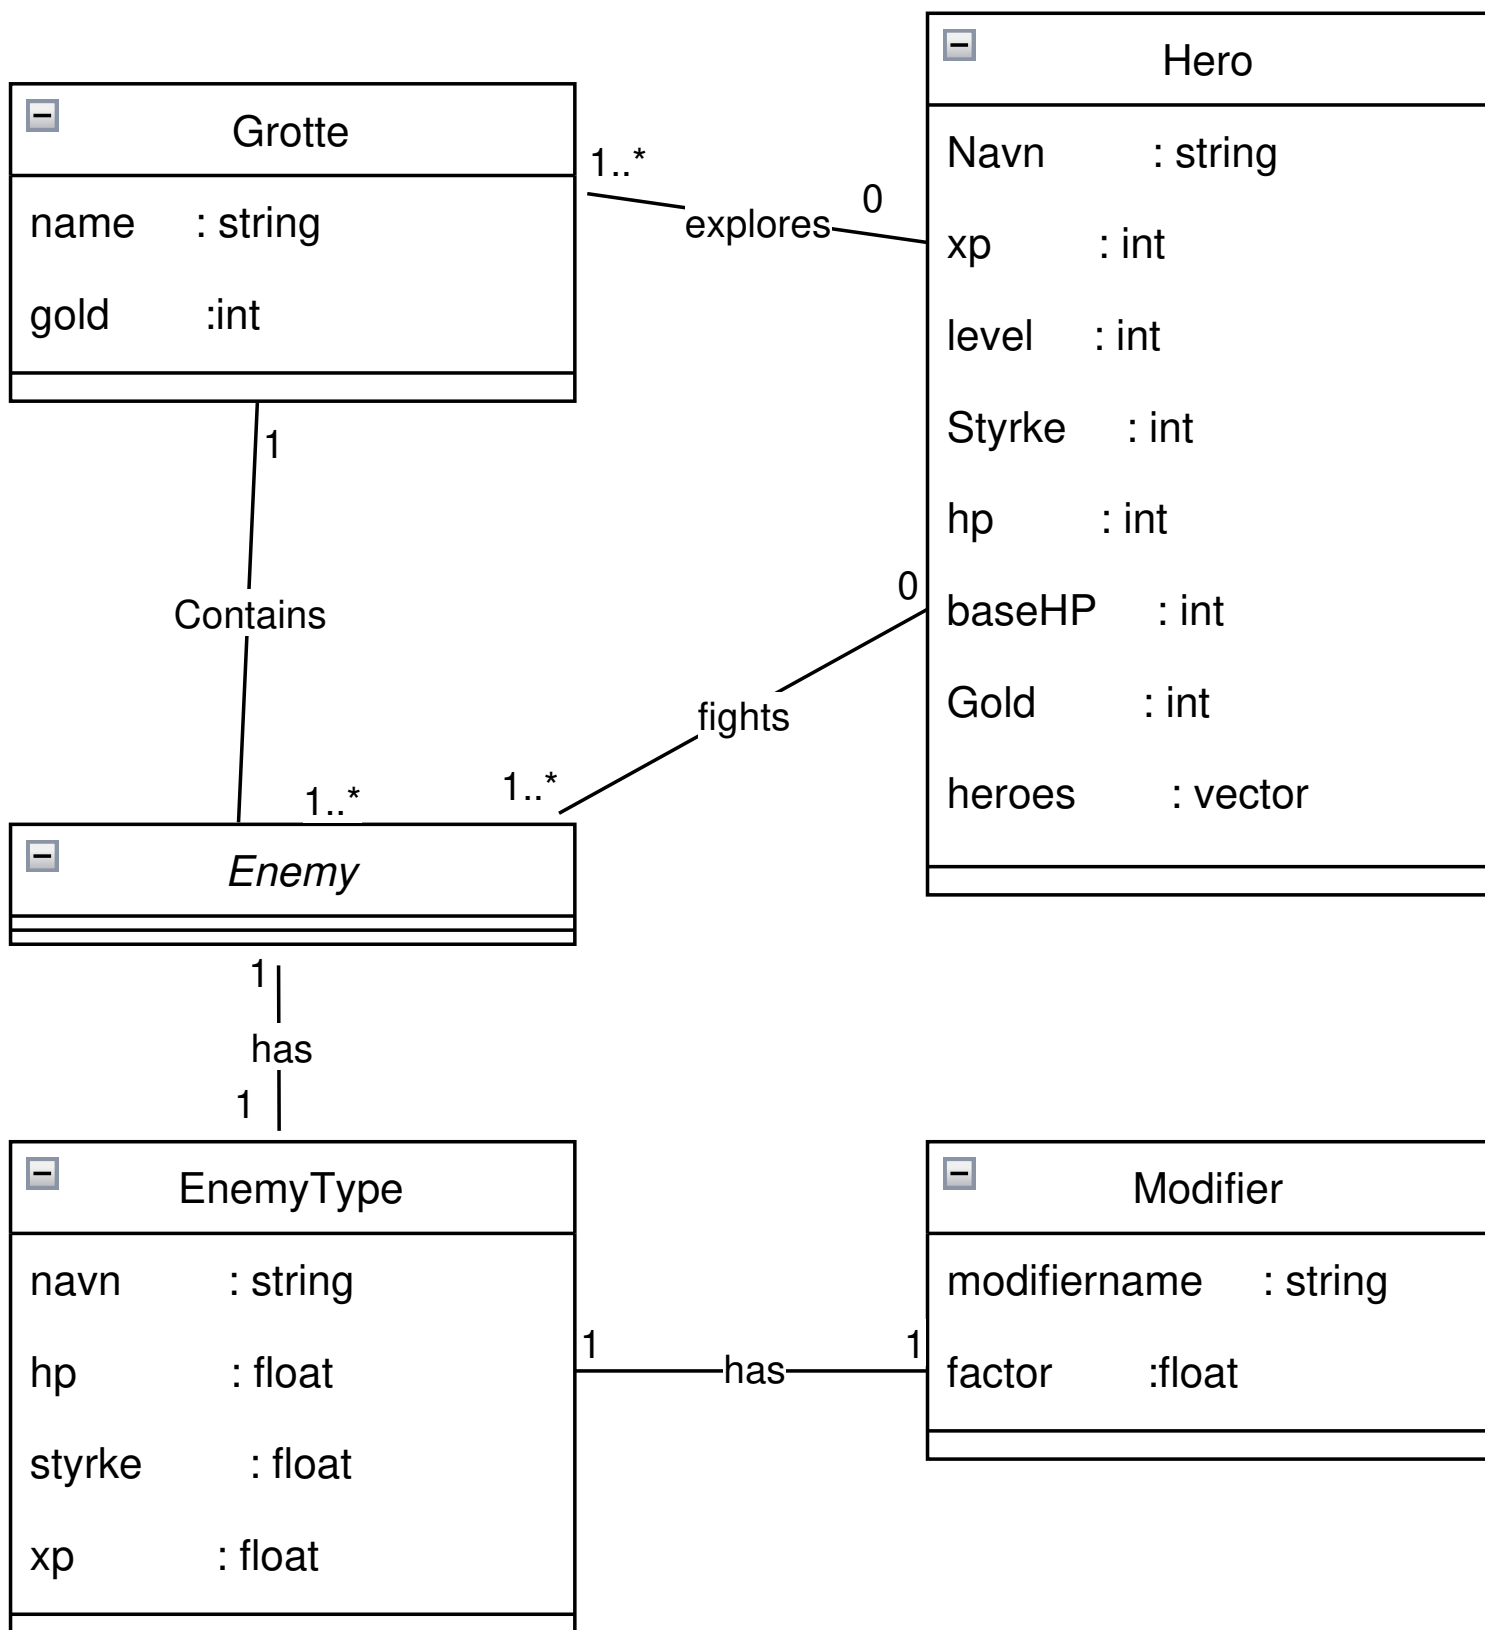 Hero
Navn : string
xp : int
level : int
Styrke : int
hp : int
baseHP : int
Gold : int
heroes : vector
Grotte
name : string
gold :int
1..*
explores
0
1
Contains
1..*
0
fights
1..*
Enemy
1
has
1
EnemyType
navn : string
hp : float
styrke : float
xp : float
1
has
1
Modifier
modifiername : string
factor :float